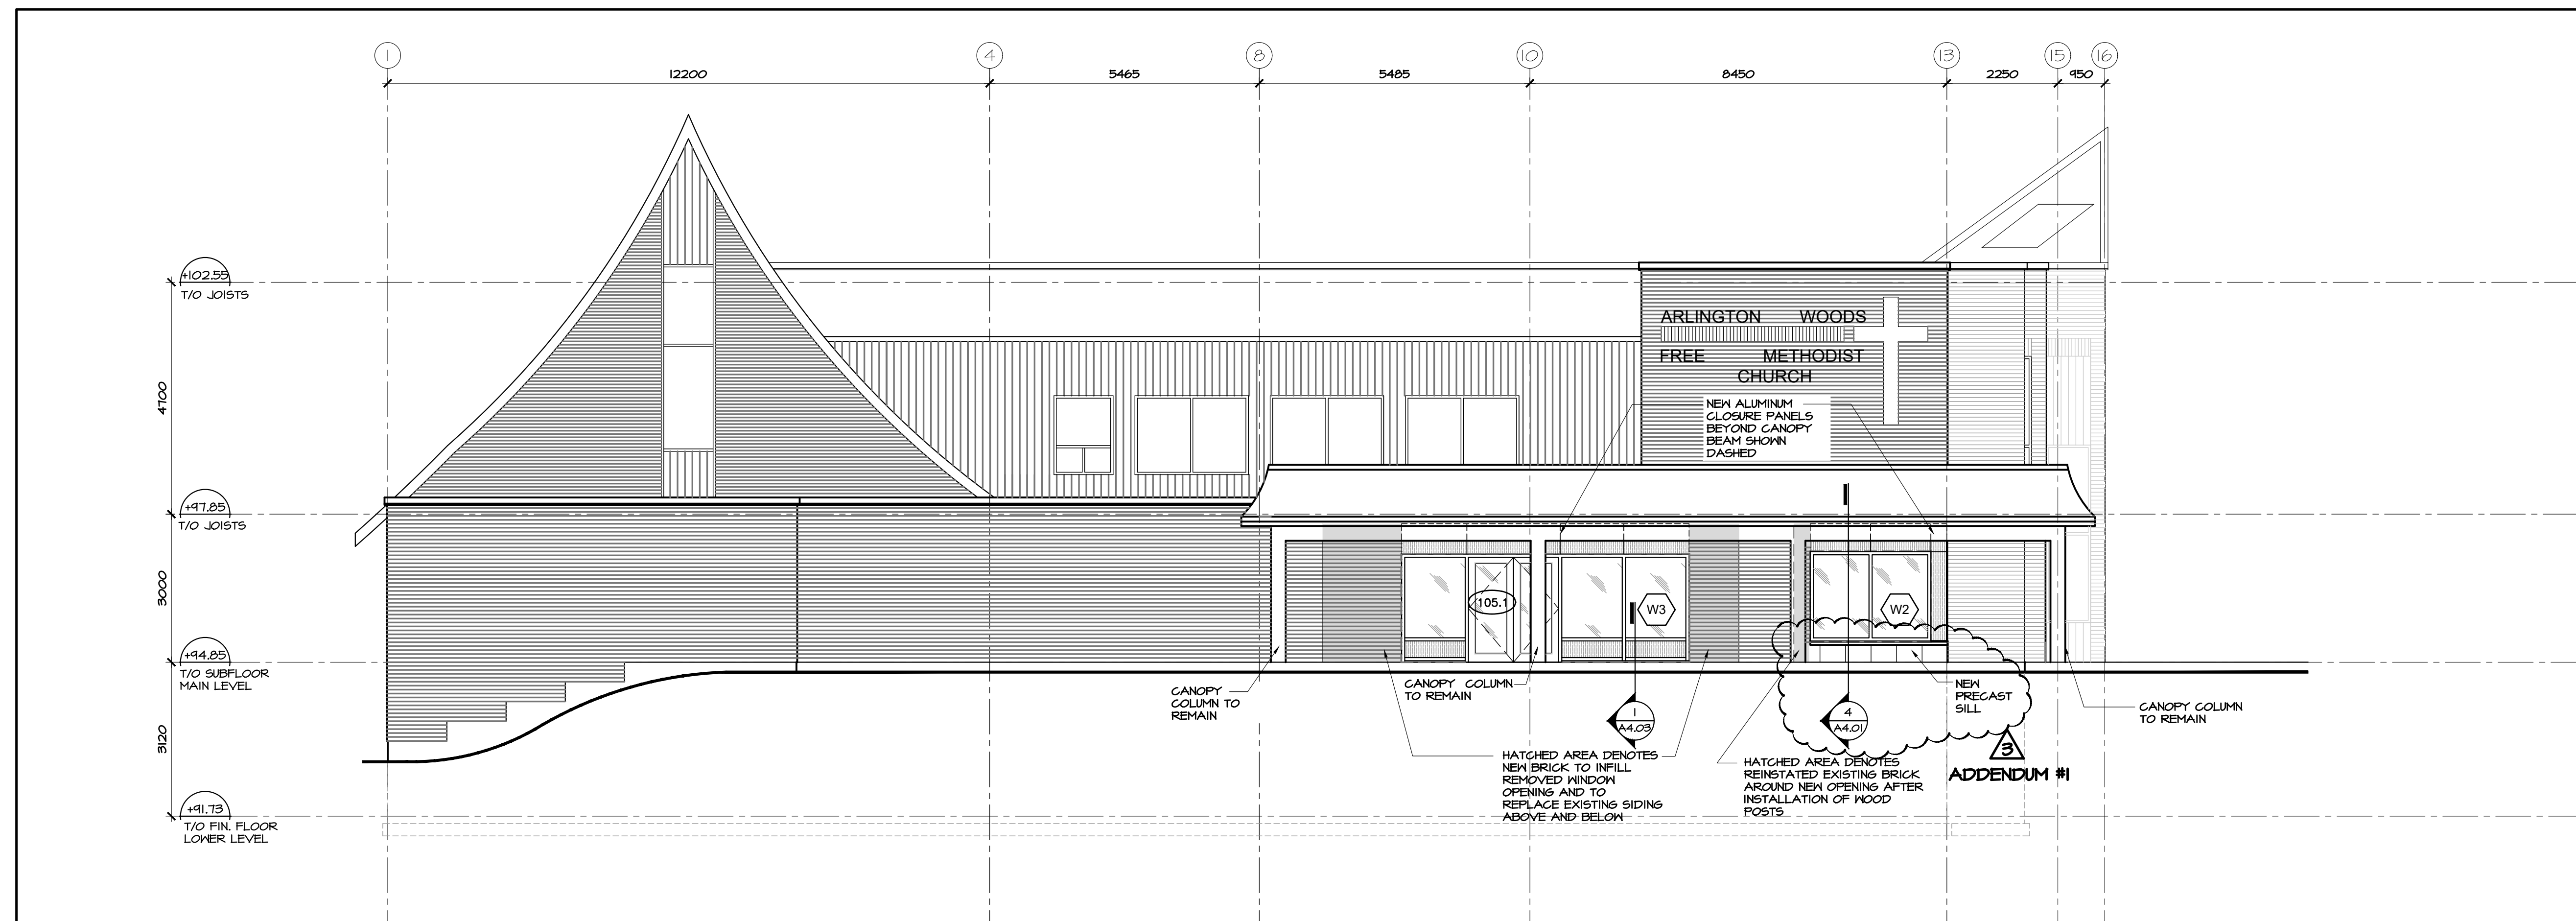 1 4 8 10 13 15 16
12200 5465 5485 8450 2250 950
+102.55
T/O JOISTS
4700
+97.85
T/O JOISTS
3000
+94.85
T/O SUBFLOOR
MAIN LEVEL
3120
+91.73
T/O FIN. FLOOR
LOWER LEVEL
ARLINGTON WOODS
FREE METHODIST
CHURCH
NEW ALUMINUM
CLOSURE PANELS
BEYOND CANOPY
BEAM SHOWN
DASHED
105.1
W3
W2
CANOPY
COLUMN TO
REMAIN
CANOPY COLUMN
TO REMAIN
1
A4.03
4
A4.01
NEW
PRECAST
SILL
CANOPY COLUMN
TO REMAIN
HATCHED AREA DENOTES
NEW BRICK TO INFILL
REMOVED WINDOW
OPENING AND TO
REPLACE EXISTING SIDING
ABOVE AND BELOW
HATCHED AREA DENOTES
REINSTATED EXISTING BRICK
AROUND NEW OPENING AFTER
INSTALLATION OF WOOD
POSTS
3
ADDENDUM #1